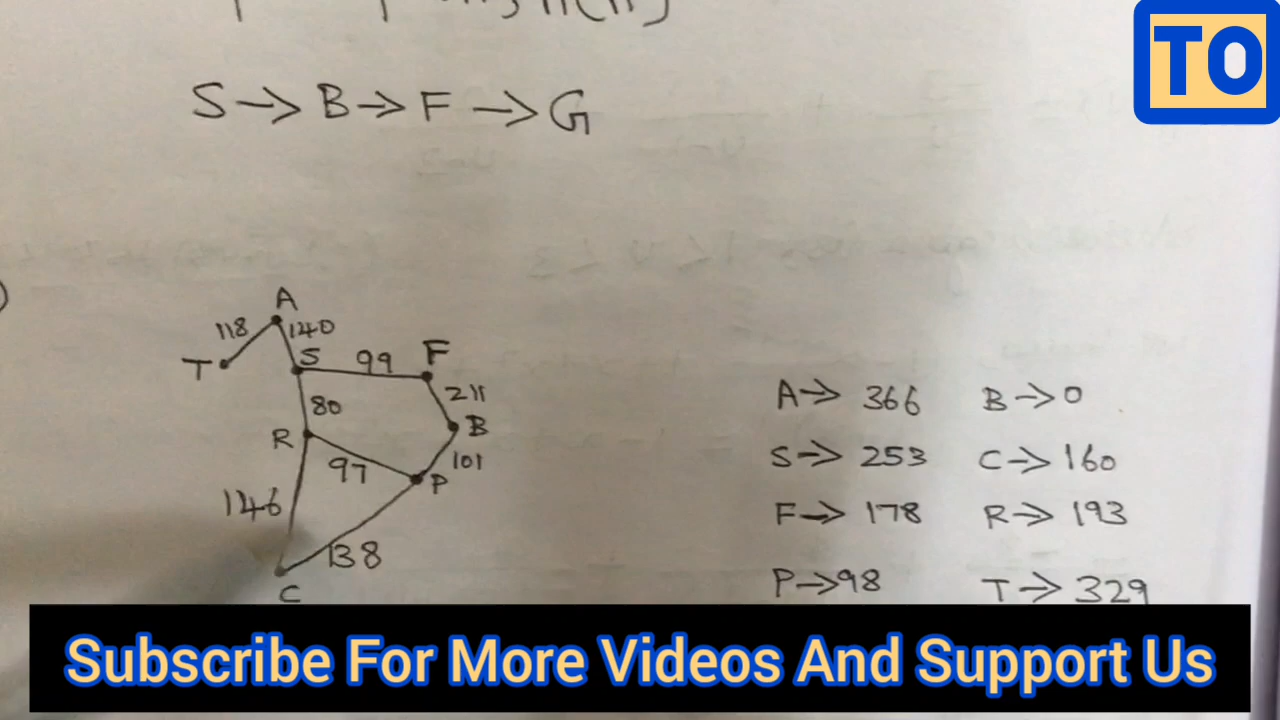 TO
S → B → F → G
A
118 140
T S 99 F
80 211
R B
97 101
P
146
138
C
A → 366 B → 0
S → 253 C → 160
F → 178 R → 193
P → 98 T → 329
Subscribe For More Videos And Support Us